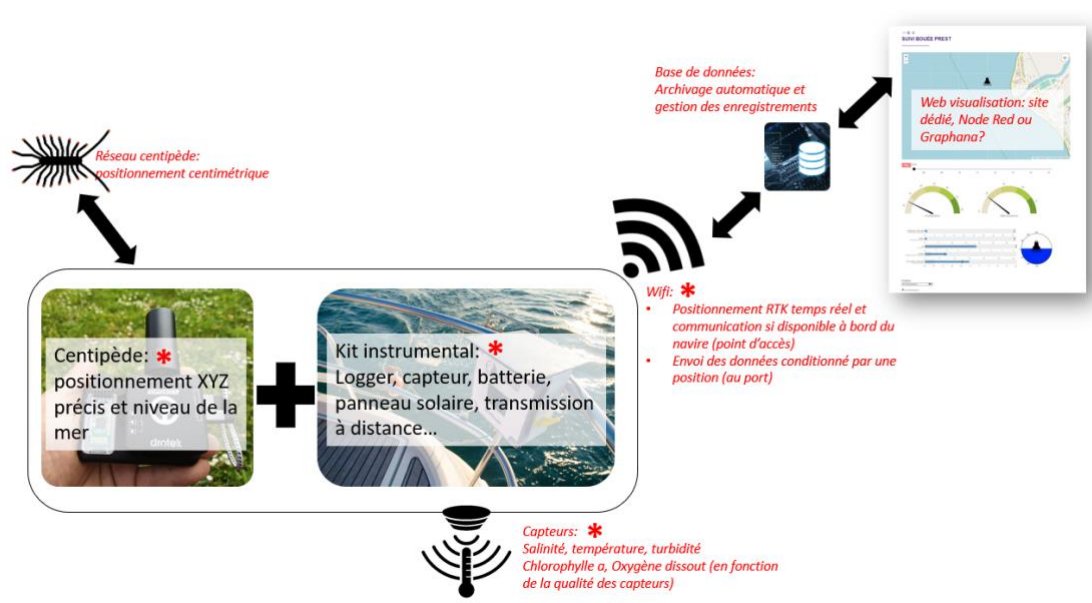 SUIVI BOUÉE PREST
Base de données:
Archivage automatique et
gestion des enregistrements
Web visualisation: site
dédié, Node Red ou
Graphana?
Réseau centipède:
positionnement centimétrique
Wifi: *
• Positionnement RTK temps réel et
communication si disponible à bord du
navire (point d'accès)
• Envoi des données conditionné par une
position (au port)
Centipède: *
positionnement XYZ
précis et niveau de la
mer
drotek
Kit instrumental: *
Logger, capteur, batterie,
panneau solaire, transmission
à distance...
Capteurs: *
Salinité, température, turbidité
Chlorophylle a, Oxygène dissout (en fonction
de la qualité des capteurs)